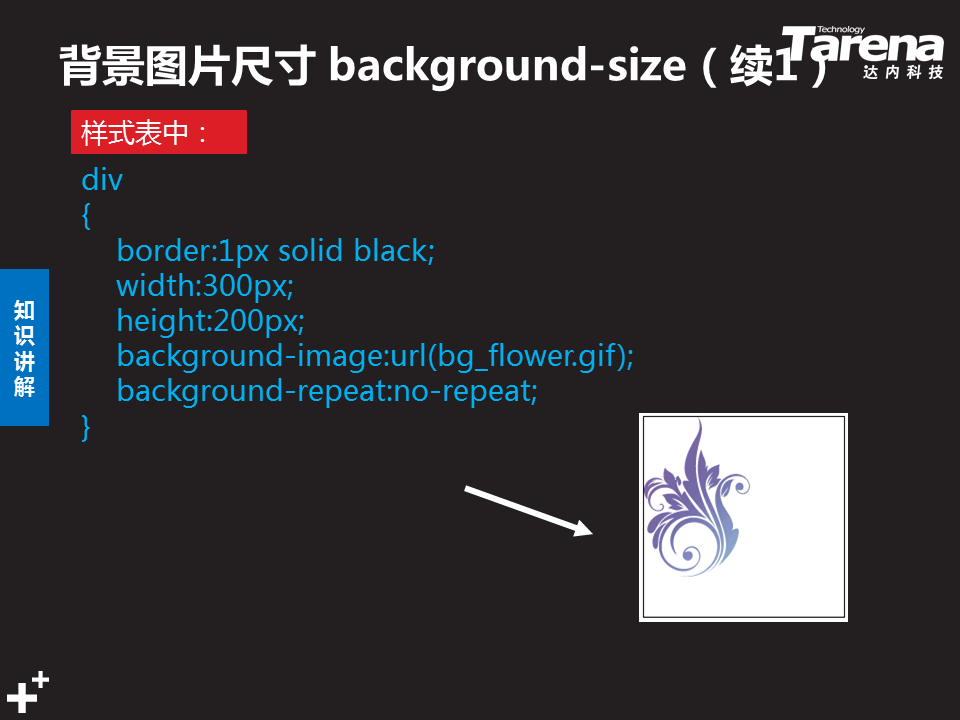 背景图片尺寸 background-size（续1）
Technology
Tarena
达内科技
样式表中：
div
{
border:1px solid black;
width:300px;
height:200px;
background-image:url(bg_flower.gif);
background-repeat:no-repeat;
}
知识讲解